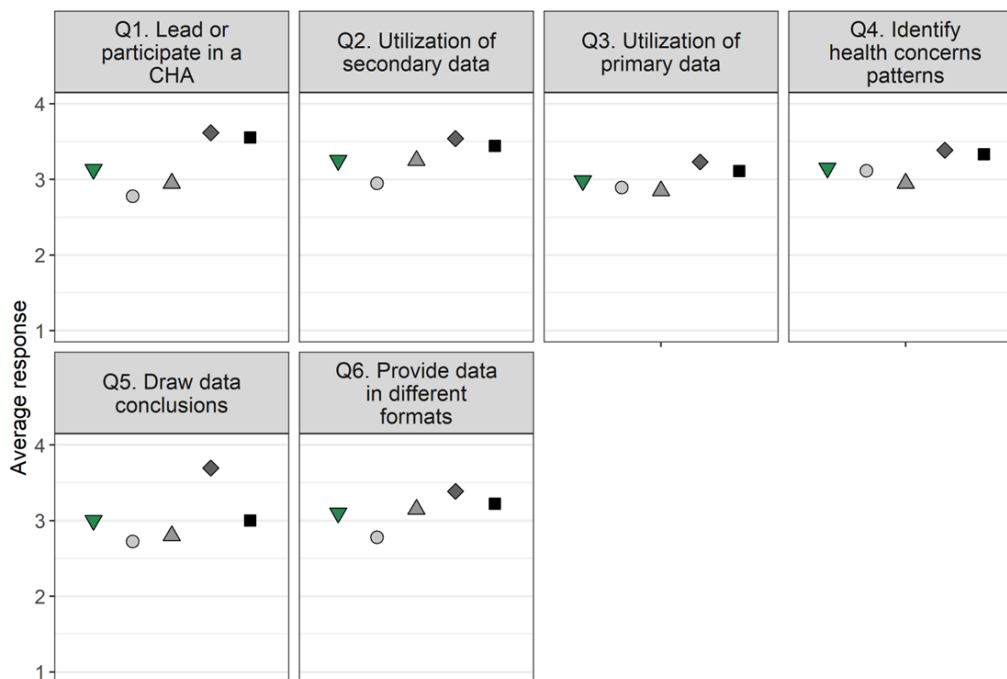 Q1. Lead or
participate in a
CHA
Q2. Utilization of
secondary data
Q3. Utilization of
primary data
Q4. Identify
health concerns
patterns
4
3
2
1
Average response
Q5. Draw data
conclusions
Q6. Provide data
in different
formats
4
3
2
1